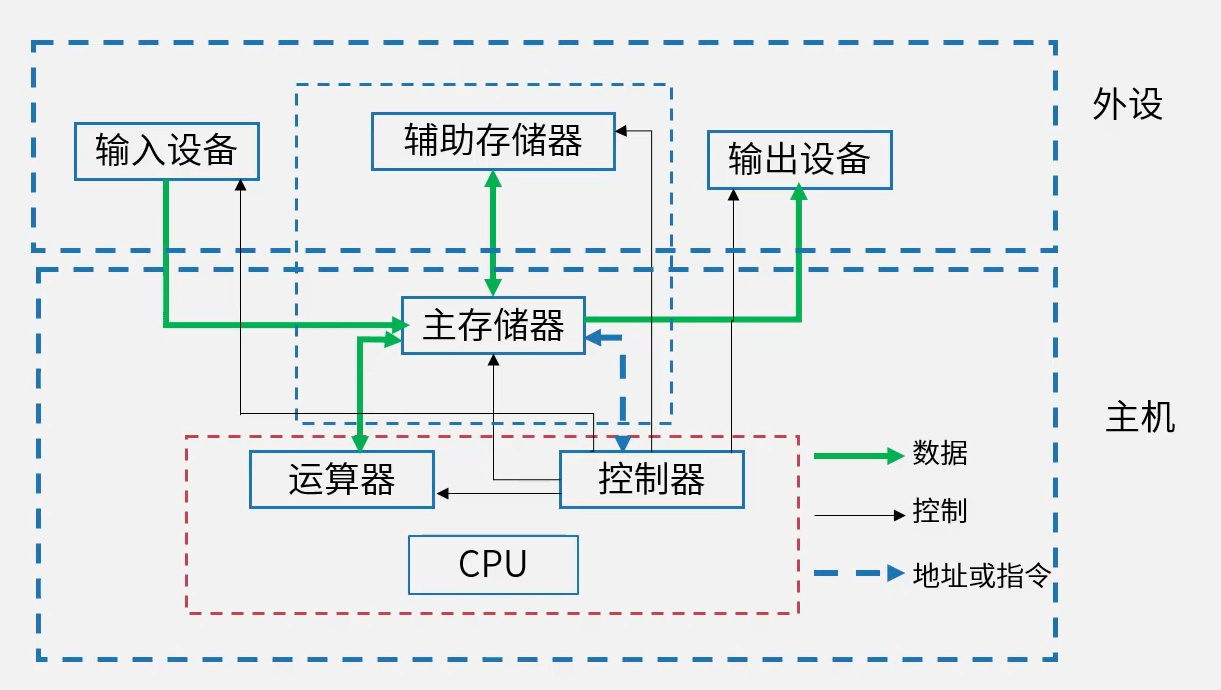 外设
输入设备
辅助存储器
输出设备
主存储器
主机
运算器
控制器
CPU
数据
控制
地址或指令